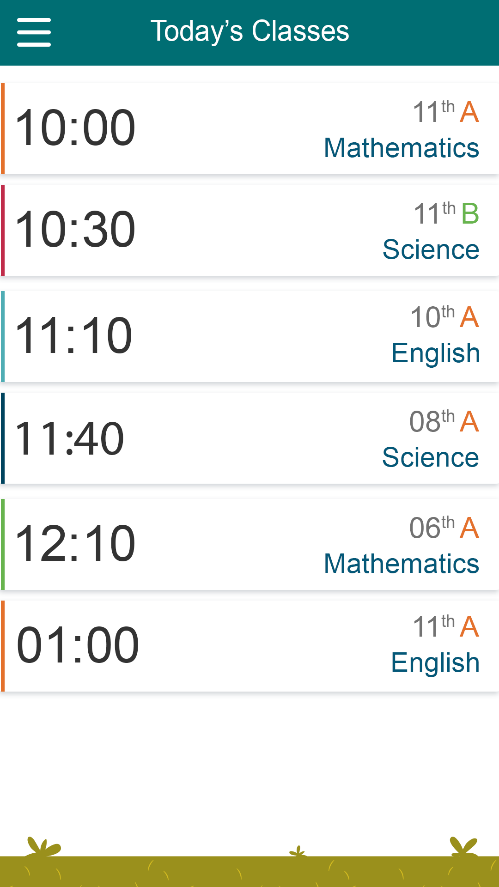 Today’s Classes
10:00
11th A
Mathematics
10:30
11th B
Science
11:10
10th A
English
11:40
08th A
Science
12:10
06th A
Mathematics
01:00
11th A
English